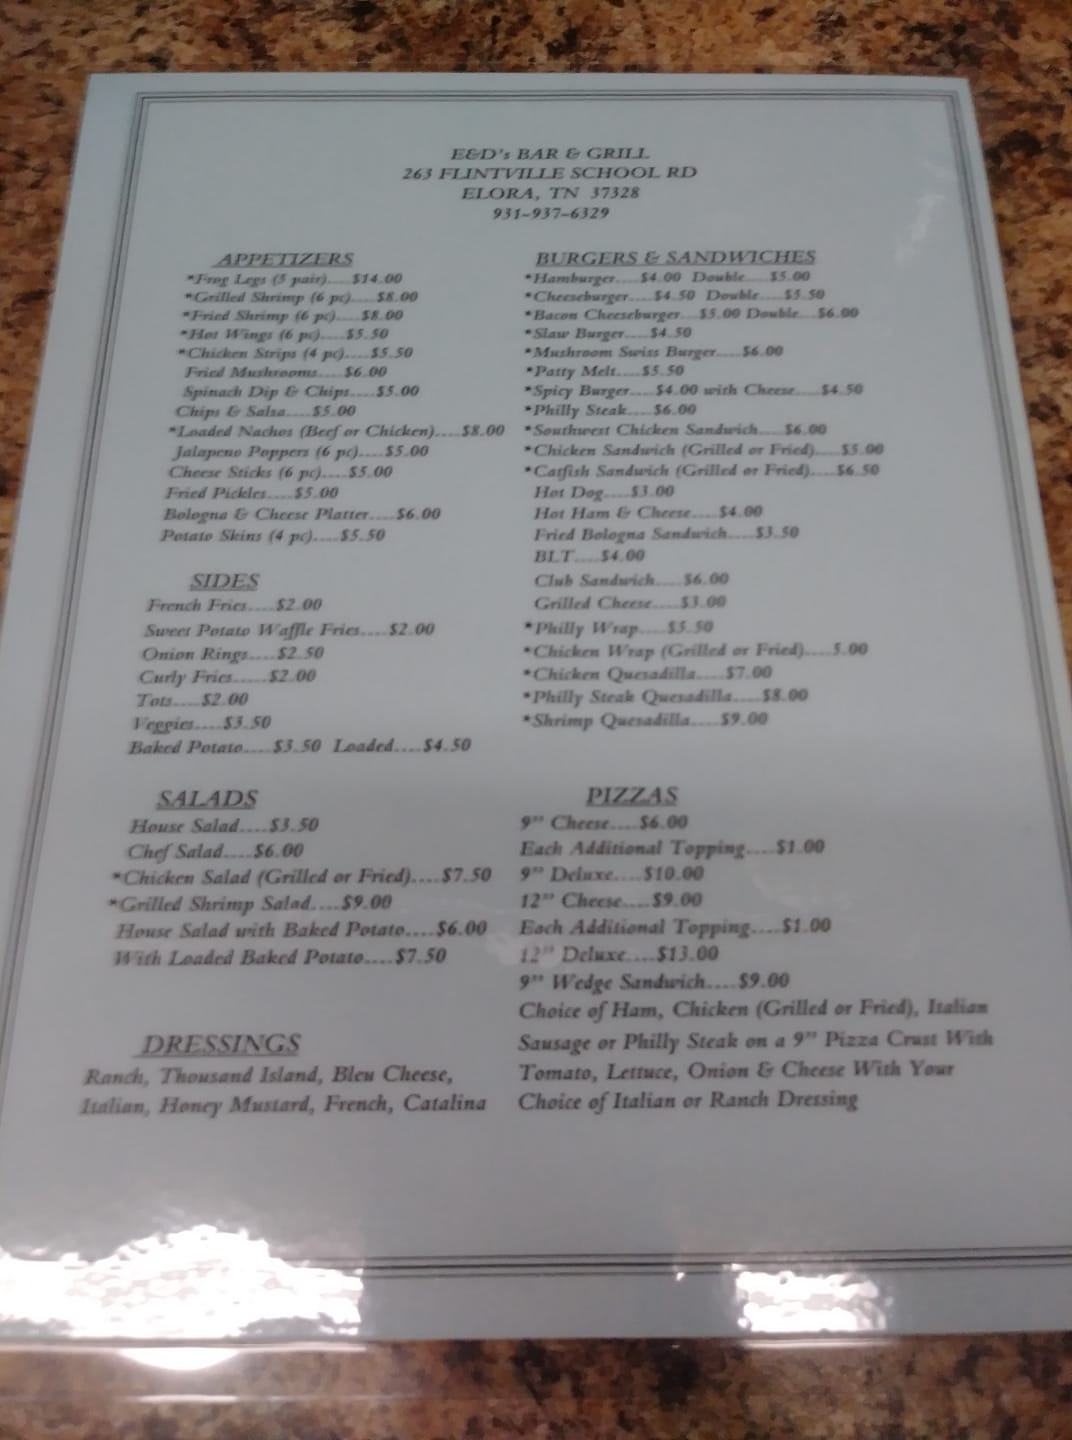 E&D's BAR & GRILL
263 FLINTVILLE SCHOOL RD
ELORA, TN 37328
931-937-6329
APPETIZERS
*Frog Legs (5 pair)....$14.00
*Grilled Shrimp (6 pc)....$8.00
*Fried Shrimp (6 pc)....$8.00
*Hot Wings (6 pc)....$5.50
*Chicken Strips (4 pc)....$5.50
Fried Mushrooms....$6.00
Spinach Dip & Chips....$5.00
Chips & Salsa....$5.00
*Loaded Nachos (Beef or Chicken)....$8.00
Jalapeno Poppers (6 pc)....$5.00
Cheese Sticks (6 pc)....$5.00
Fried Pickles....$5.00
Bologna & Cheese Platter....$6.00
Potato Skins (4 pc)....$5.50
SIDES
French Fries....$2.00
Sweet Potato Waffle Fries....$2.00
Onion Rings....$2.50
Curly Fries.....$2.00
Tots....$2.00
Veggies....$3.50
Baked Potato....$3.50 Loaded....$4.50
SALADS
House Salad....$3.50
Chef Salad....$6.00
*Chicken Salad (Grilled or Fried)....$7.50
*Grilled Shrimp Salad....$9.00
House Salad with Baked Potato....$6.00
With Loaded Baked Potato....$7.50
DRESSINGS
Ranch, Thousand Island, Bleu Cheese,
Italian, Honey Mustard, French, Catalina
BURGERS & SANDWICHES
*Hamburger....$4.00 Double....$5.00
*Cheeseburger....$4.50 Double....$5.50
*Bacon Cheeseburger...$5.00 Double...$6.00
*Slaw Burger....$4.50
*Mushroom Swiss Burger....$6.00
*Patty Melt....$5.50
*Spicy Burger....$4.00 with Cheese....$4.50
*Philly Steak....$6.00
*Southwest Chicken Sandwich....$6.00
*Chicken Sandwich (Grilled or Fried)....$5.00
*Catfish Sandwich (Grilled or Fried)....$6.50
Hot Dog....$3.00
Hot Ham & Cheese....$4.00
Fried Bologna Sandwich....$3.50
BLT....$4.00
Club Sandwich....$6.00
Grilled Cheese....$3.00
*Philly Wrap....$5.50
*Chicken Wrap (Grilled or Fried)....5.00
*Chicken Quesadilla....$7.00
*Philly Steak Quesadilla....$8.00
*Shrimp Quesadilla....$9.00
PIZZAS
9" Cheese....$6.00
Each Additional Topping....$1.00
9" Deluxe....$10.00
12" Cheese....$9.00
Each Additional Topping....$1.00
12" Deluxe....$13.00
9" Wedge Sandwich....$9.00
Choice of Ham, Chicken (Grilled or Fried), Italian
Sausage or Philly Steak on a 9" Pizza Crust With
Tomato, Lettuce, Onion & Cheese With Your
Choice of Italian or Ranch Dressing